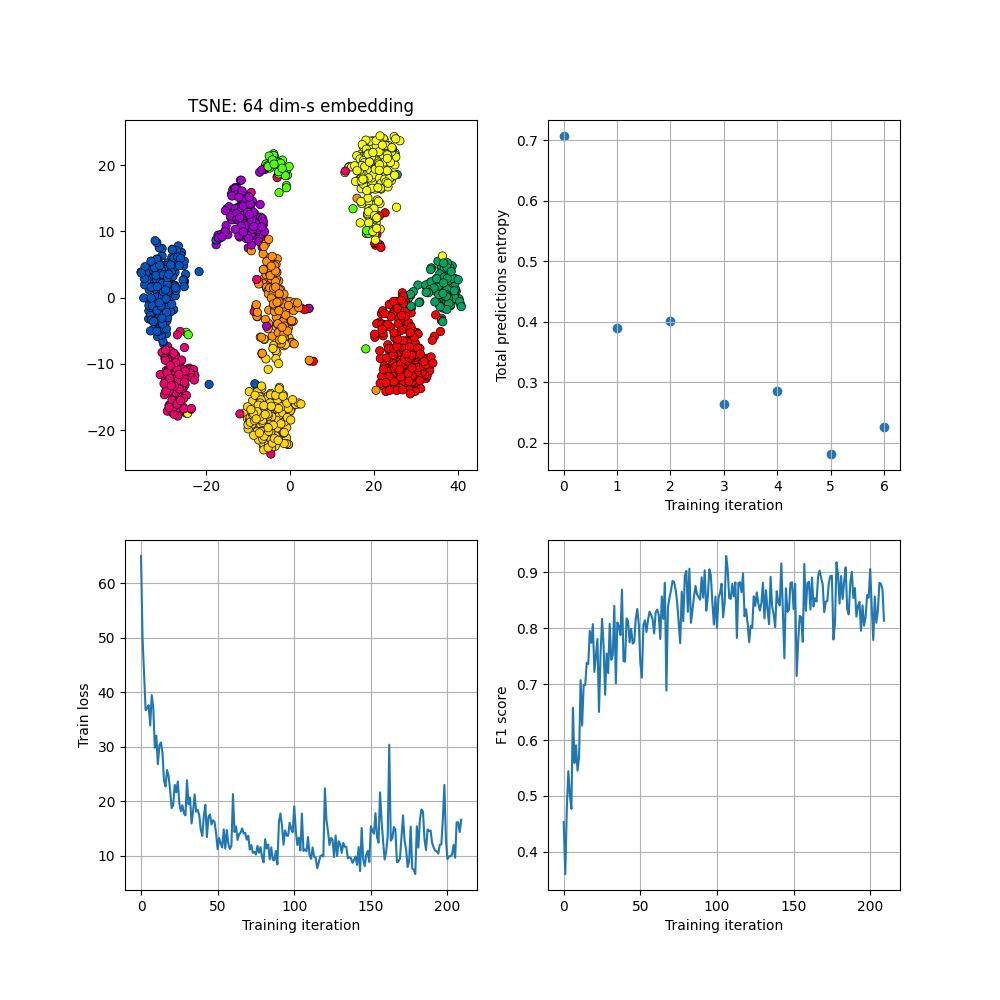 TSNE: 64 dim-s embedding
20
10
0
−10
−20
−20 0 20 40
Total predictions entropy
0.7
0.6
0.5
0.4
0.3
0.2
0 1 2 3 4 5 6
Training iteration
Train loss
60
50
40
30
20
10
0 50 100 150 200
Training iteration
F1 score
0.9
0.8
0.7
0.6
0.5
0.4
0 50 100 150 200
Training iteration